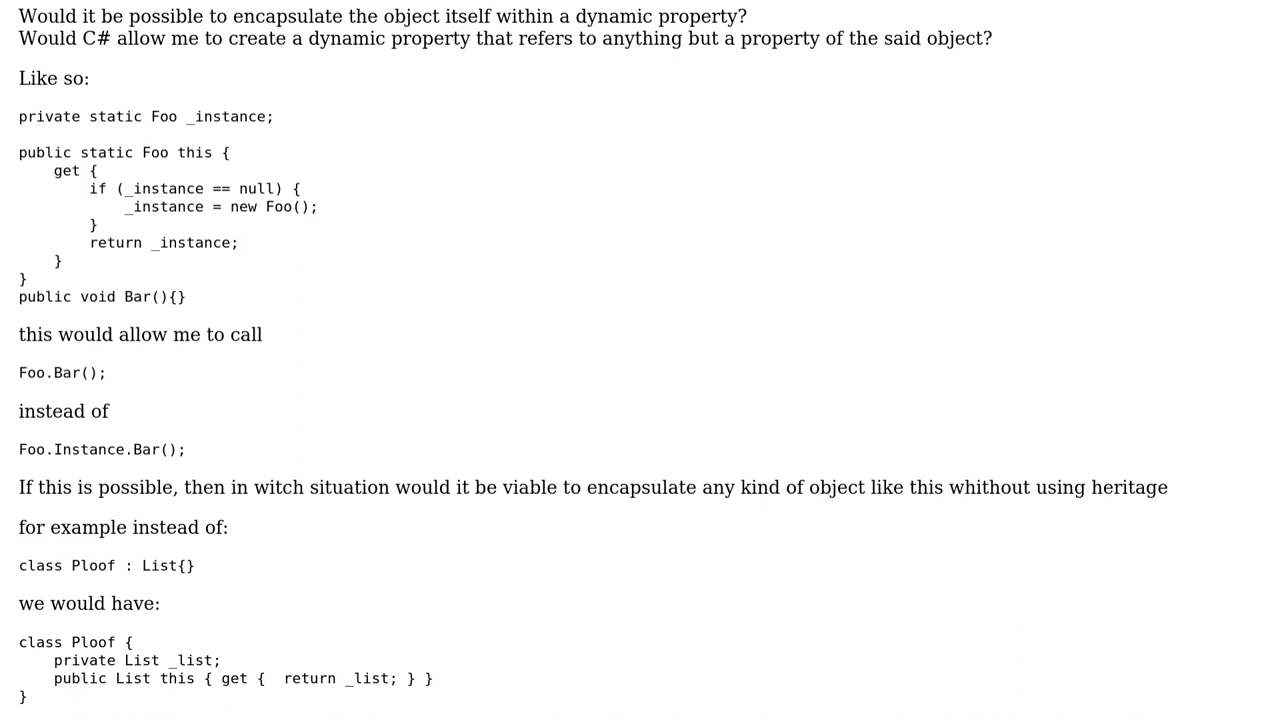 Would it be possible to encapsulate the object itself within a dynamic property?
Would C# allow me to create a dynamic property that refers to anything but a property of the said object?
Like so:
private static Foo _instance;
public static Foo this {
    get {
        if (_instance == null) {
            _instance = new Foo();
        }
        return _instance;
    }
}
public void Bar(){}
this would allow me to call
Foo.Bar();
instead of
Foo.Instance.Bar();
If this is possible, then in witch situation would it be viable to encapsulate any kind of object like this whithout using heritage
for example instead of:
class Ploof : List{}
we would have:
class Ploof {
    private List _list;
    public List this { get {  return _list; } }
}